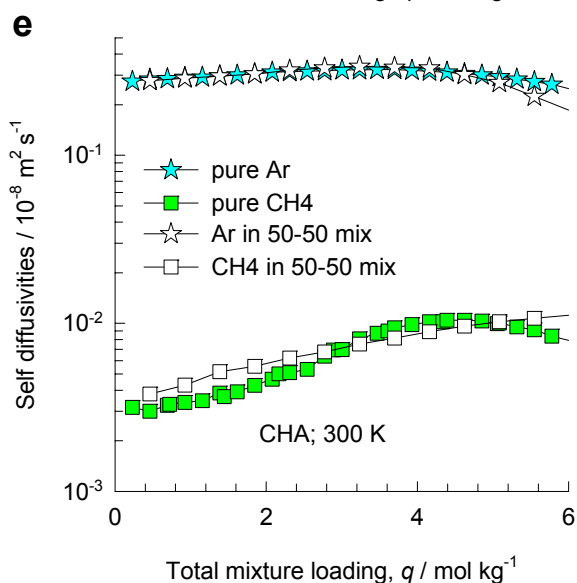 e
Self diffusivities / 10⁻⁸ m² s⁻¹
10⁻¹
pure Ar
pure CH4
Ar in 50-50 mix
CH4 in 50-50 mix
10⁻²
CHA; 300 K
10⁻³
0 2 4 6
Total mixture loading, q / mol kg⁻¹